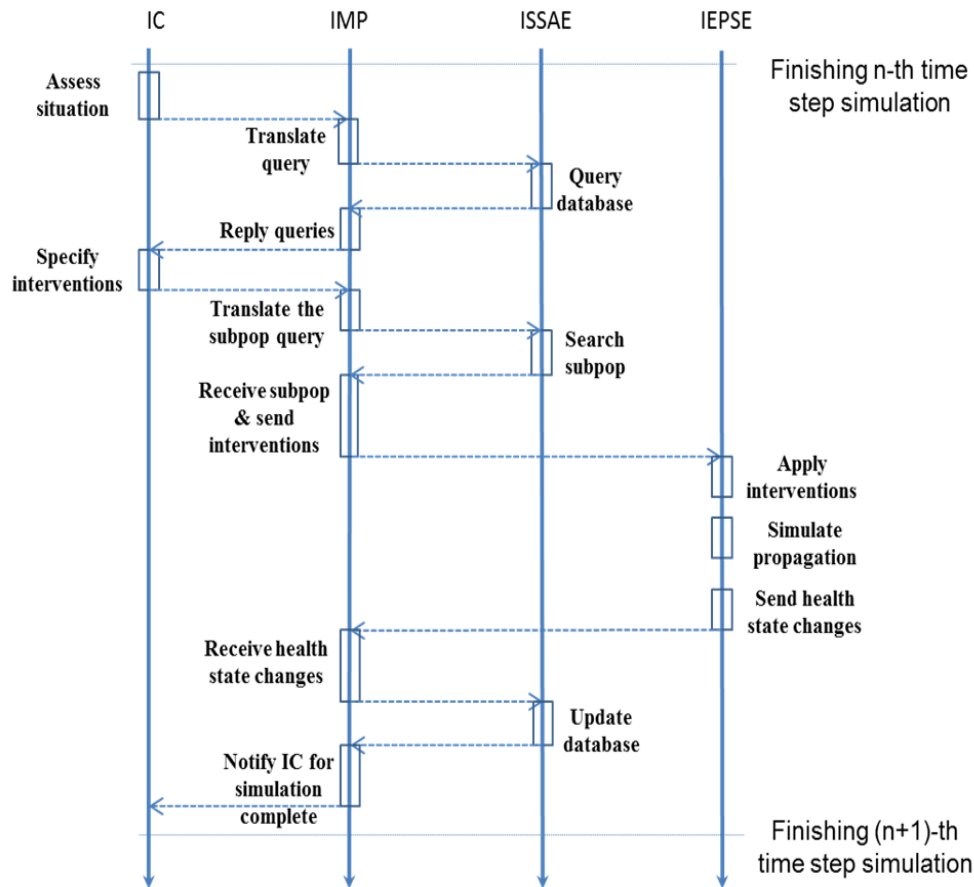 IC IMP ISSAE IEPSE
Finishing n-th time
step simulation
Assess
situation
Translate
query
Query
database
Reply queries
Specify
interventions
Translate the
subpop query
Search
subpop
Receive subpop
& send
interventions
Apply
interventions
Simulate
propagation
Send health
state changes
Receive health
state changes
Update
database
Notify IC for
simulation
complete
Finishing (n+1)-th
time step simulation